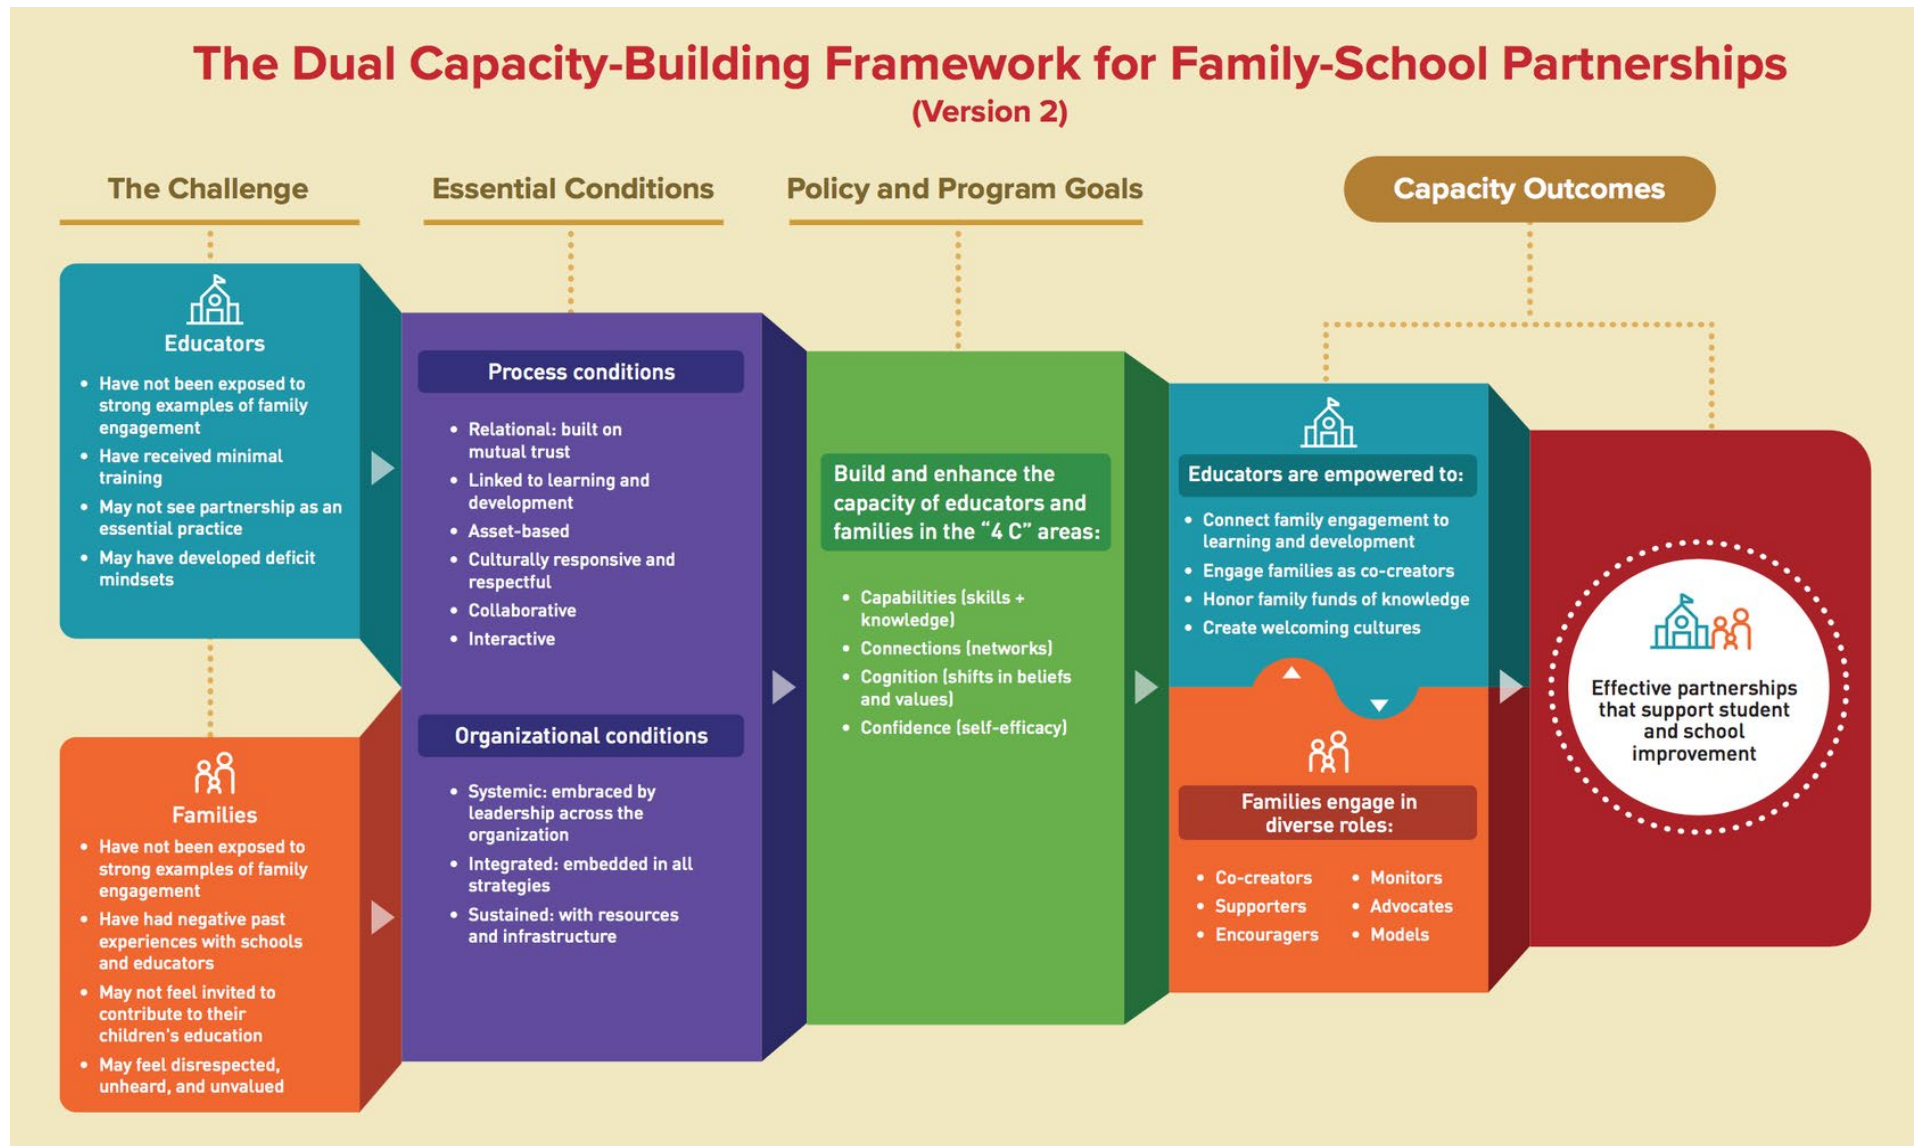 The Dual Capacity-Building Framework for Family-School Partnerships
(Version 2)
The Challenge
Educators
• Have not been exposed to
strong examples of family
engagement
• Have received minimal
training
• May not see partnership as an
essential practice
• May have developed deficit
mindsets
Families
• Have not been exposed to
strong examples of family
engagement
• Have had negative past
experiences with schools
and educators
• May not feel invited to
contribute to their
children's education
• May feel disrespected,
unheard, and unvalued
Essential Conditions
Process conditions
• Relational: built on
mutual trust
• Linked to learning and
development
• Asset-based
• Culturally responsive and
respectful
• Collaborative
• Interactive
Organizational conditions
• Systemic: embraced by
leadership across the
organization
• Integrated: embedded in all
strategies
• Sustained: with resources
and infrastructure
Policy and Program Goals
Build and enhance the
capacity of educators and
families in the “4 C” areas:
• Capabilities (skills +
knowledge)
• Connections (networks)
• Cognition (shifts in beliefs
and values)
• Confidence (self-efficacy)
Capacity Outcomes
Educators are empowered to:
• Connect family engagement to
learning and development
• Engage families as co-creators
• Honor family funds of knowledge
• Create welcoming cultures
Families engage in
diverse roles:
• Co-creators
• Supporters
• Encouragers
• Monitors
• Advocates
• Models
Effective partnerships
that support student
and school
improvement